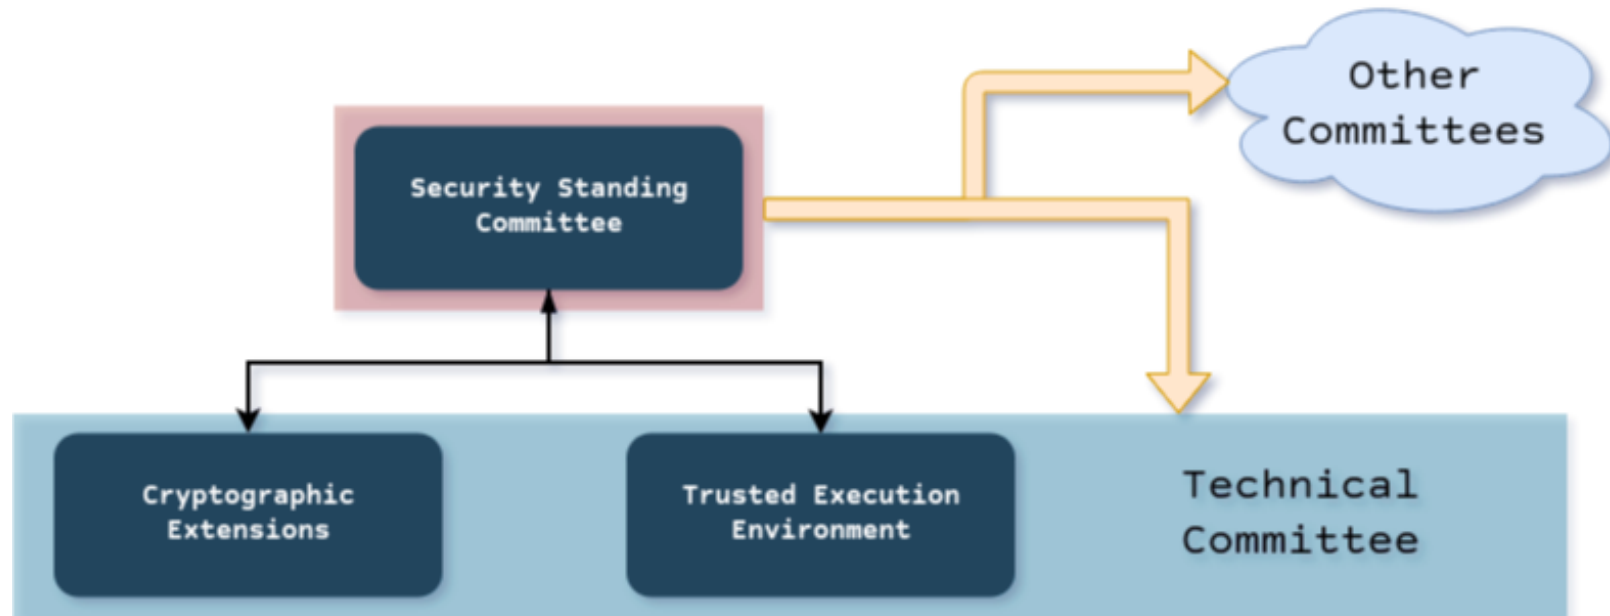 Other
Committees
Security Standing
Committee
Cryptographic
Extensions
Trusted Execution
Environment
Technical
Committee